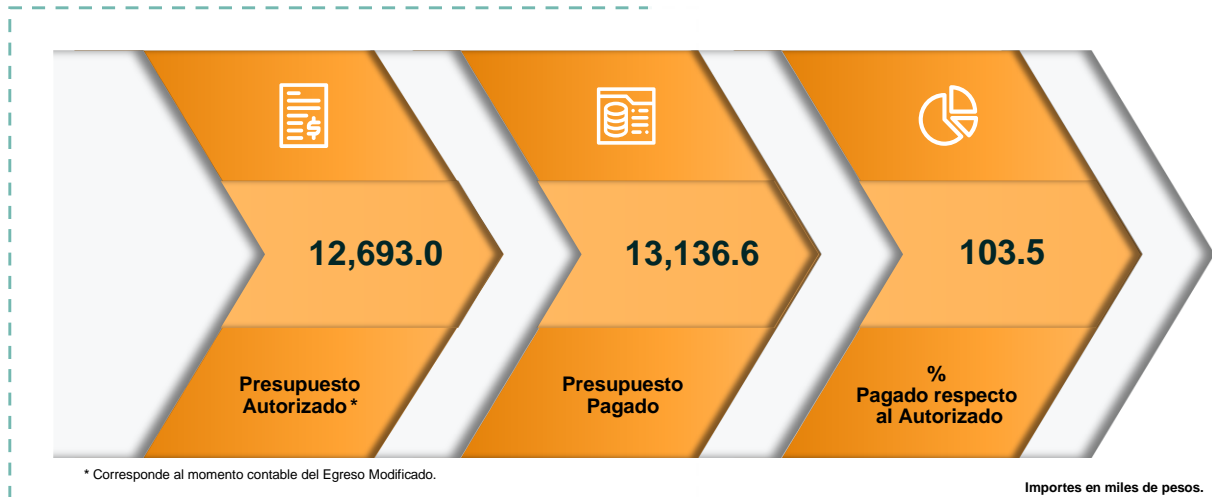 12,693.0
13,136.6
103.5
Presupuesto
Autorizado *
Presupuesto
Pagado
%
Pagado respecto
al Autorizado
* Corresponde al momento contable del Egreso Modificado.
Importes en miles de pesos.